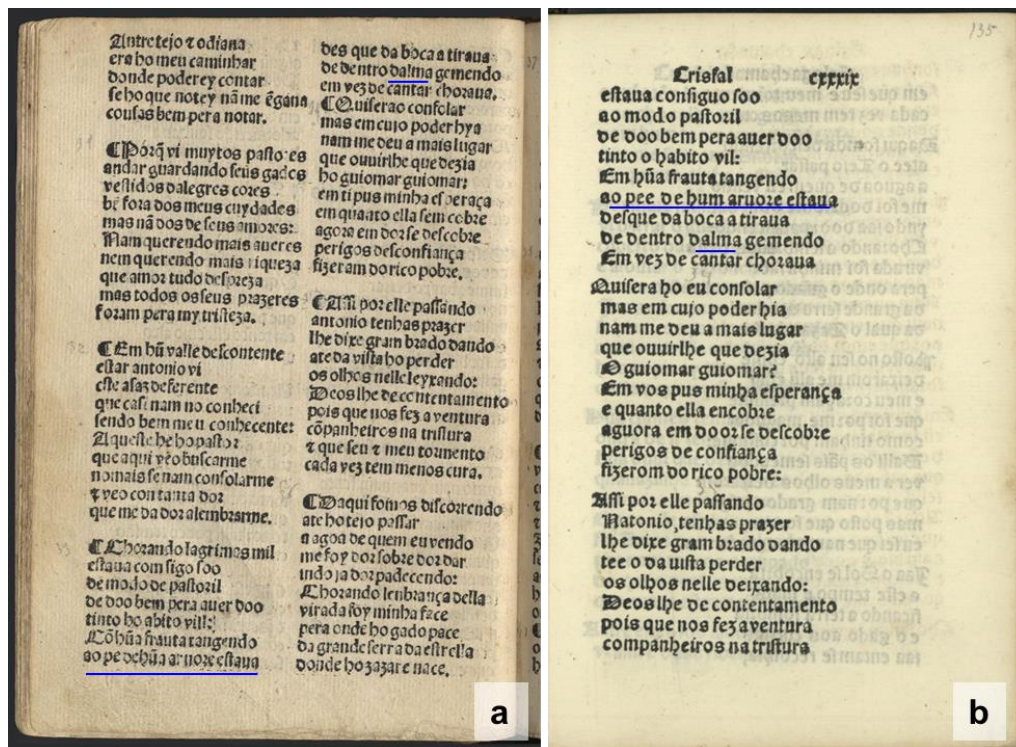 Antre tejo ⁊ odiana
era ho meu caminhar
donde poderey contar
se ho que notey nã me ẽgana
cousas bem pera notar.
¶Põrq̃ vi muytos pastores
andar guardando seus gados
vestidos dalegres cores
bẽ fora dos meus cuydados
mas nã dos de seus amores:
Nam querendo mais aueres
nem querendo mais riqueza
que amor tudo despreza
mas todos os seus prazeres
foram pera my tristeza.
¶Em hũ valle descontente
estar antonio vi
este asaz deferente
que casi nam no conheci
sendo bem meu conhecente:
Aqueste he ho pastor
que aqui vẽo buscarme
no mais se nam consolarme
⁊ veo con tanta dor
que me da dor alembrarme.
¶Chorando lagrimas mil
estaua com sigo soo
de modo de pastoril
de doo bem pera auer doo
tinto ho abito vill:
Cõ hũa frauta tangendo
ao pe de hũa aruore estaua
des que da boca a tiraua
de dentro dalma gemendo
em vez de cantar choraua.
¶Quiserao consolar
mas em cujo poder hya
nam me deu a mais lugar
que ouuirlhe que dezia
ho guiomar guiomar:
em ti pus minha esperaça
em quanto ella sem cobre
agora em dor se descobre
perigos desconfiança
fizeram do rico pobre.
¶Assi por elle passando
antonio tenhas prazer
lhe dixe gram brado dando
ate da vista ho perder
os olhos nelle leyxando:
Deos lhe de contentamento
pois que nos fez a ventura
cõpanheiros na tristura
⁊ que seu ⁊ meu tormento
cada vez tem menos cura.
¶Daqui fomos discorrendo
ate ho tejo passar
a agoa de quem eu vendo
me foy dor sobre dor dar
indo ja dor padecendo:
Chorando lenbrança della
virada foy minha face
pera onde ho gado pace
da grande serra da estrella
donde ho zazare nace.
a
135
Crisfal cxxxix
estaua consiguo soo
ao modo pastoril
de doo bem pera auer doo
tinto o habito vil:
Em hũa frauta tangendo
ao pee de hum aruore estaua
desque da boca a tiraua
de dentro dalma gemendo
Em vez de cantar choraua
Quisera ho eu consolar
mas em cujo poder hia
nam me deu a mais lugar
que ouuirlhe que dezia
O guiomar guiomar?
Em vos pus minha esperança
e quanto ella encobre
aguora em door se descobre
perigos de confiança
fizerom do rico pobre:
Assi por elle passando
Natonio, tenhas prazer
lhe dixe gram brado dando
tee o da uista perder
os olhos nelle deixando:
Deos lhe de contentamento
pois que nos fez a ventura
companheiros na tristura
b